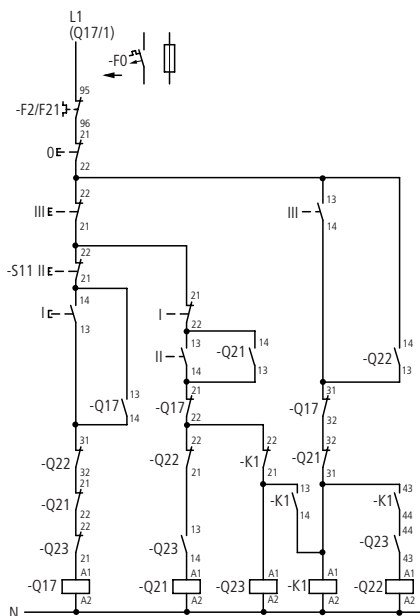 L1
(Q17/1)
-F0
95
-F2/F21
96
21
0
22
22
III
21
13
III
14
22
-S11 II
21
14
I
13
21
I
22
13
II
14
14
-Q21
13
14
-Q22
13
13
-Q17
14
21
-Q17
22
31
-Q17
32
31
-Q22
32
22
-Q22
21
22
-K1
21
32
-Q21
31
21
-Q21
22
13
-K1
14
43
-K1
44
22
-Q23
21
13
-Q23
14
44
-Q23
43
A1
-Q17
A2
A1
-Q21
A2
A1
-Q23
A2
A1
-K1
A2
A1
-Q22
A2
N